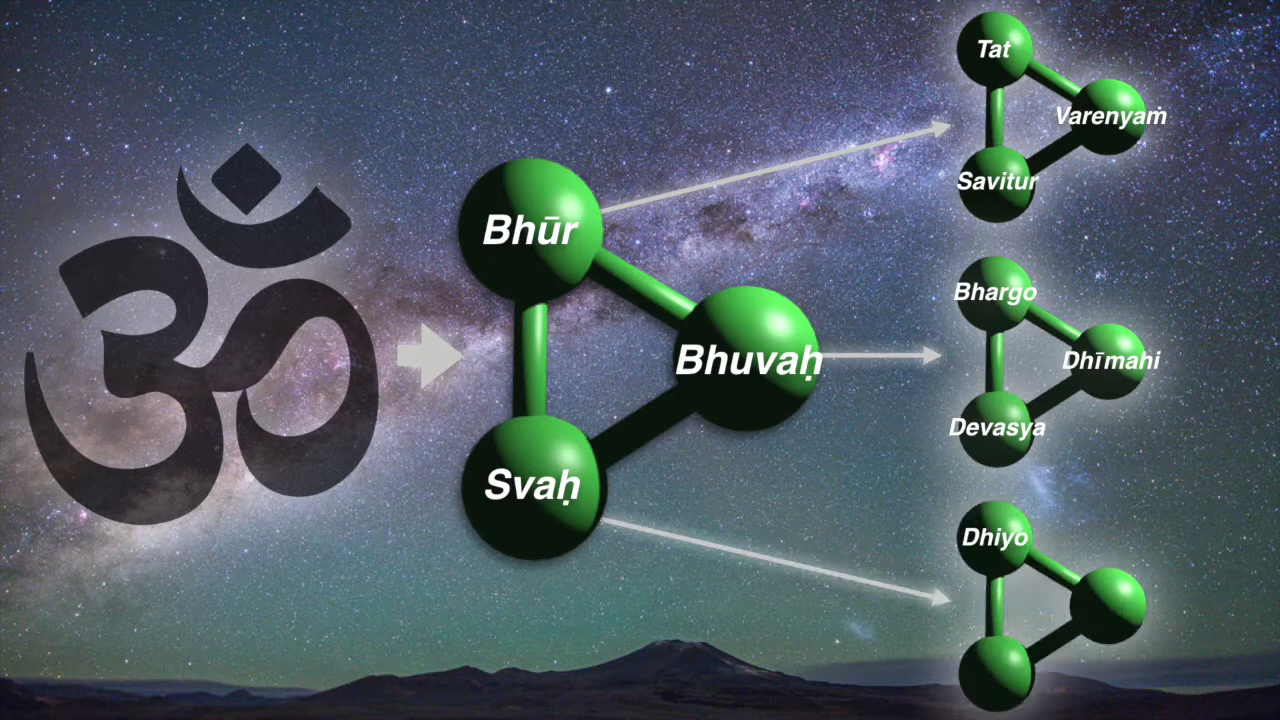 ॐ
Bhūr
Bhuvaḥ
Svaḥ
Tat
Savitur
Varenyaṁ
Bhargo
Devasya
Dhīmahi
Dhiyo